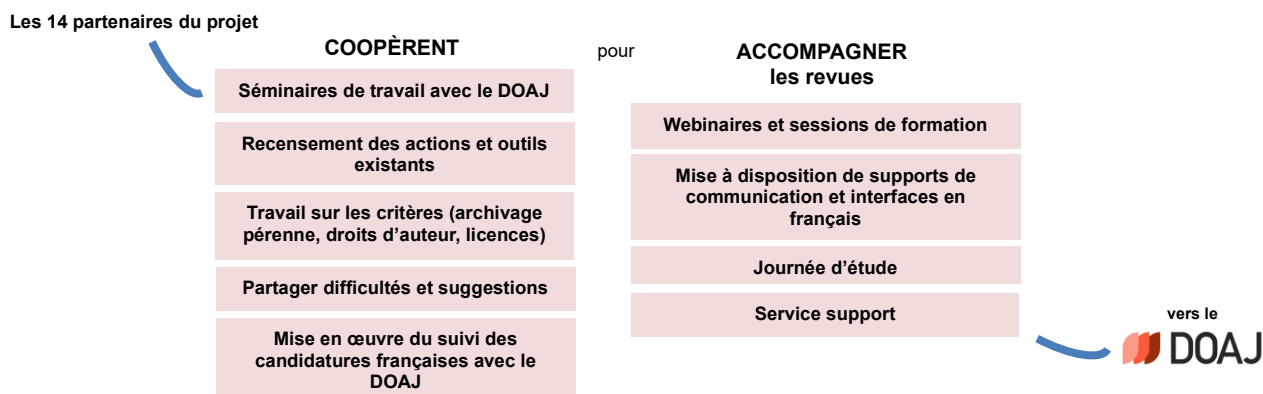 Les 14 partenaires du projet
COOPÈRENT
Séminaires de travail avec le DOAJ
Recensement des actions et outils
existants
Travail sur les critères (archivage
pérenne, droits d'auteur, licences)
Partager difficultés et suggestions
Mise en œuvre du suivi des
candidatures françaises avec le
DOAJ
pour
ACCOMPAGNER
les revues
Webinaires et sessions de formation
Mise à disposition de supports de
communication et interfaces en
français
Journée d'étude
Service support
vers le
DOAJ